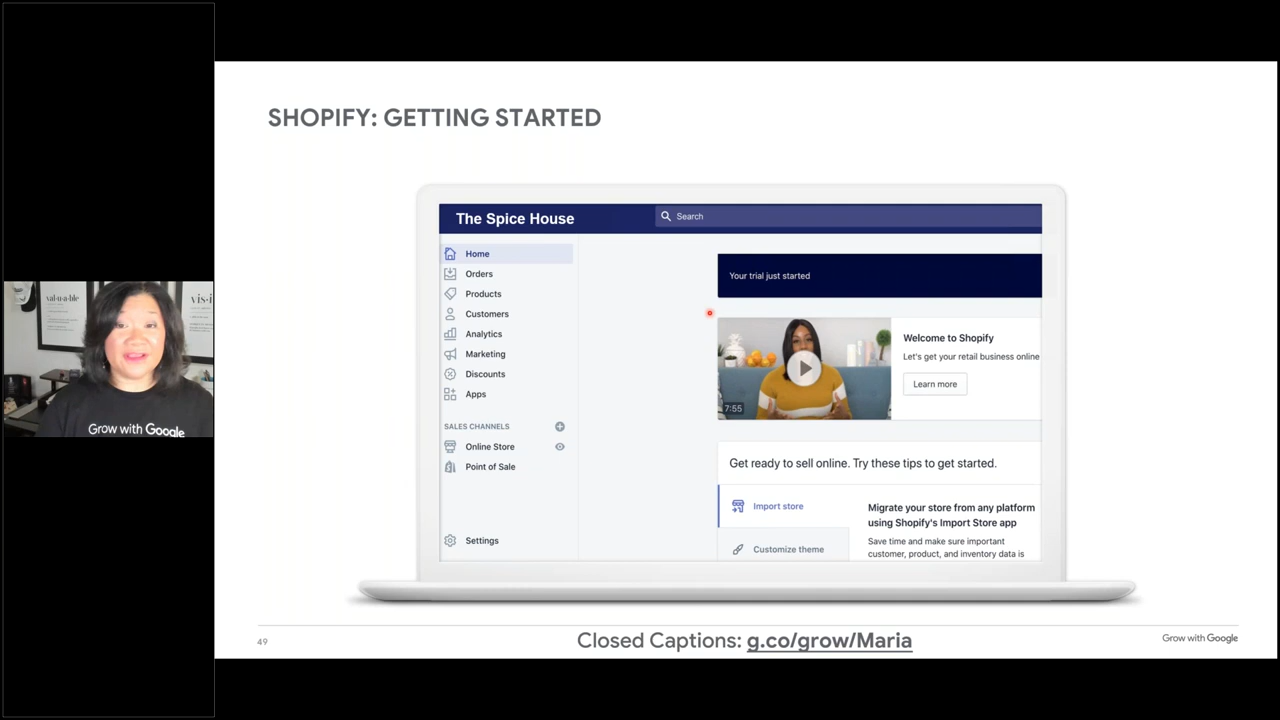 SHOPIFY: GETTING STARTED
The Spice House
Search
Home
Orders
Products
Customers
Analytics
Marketing
Discounts
Apps
SALES CHANNELS
Online Store
Point of Sale
Settings
Your trial just started
7:55
Welcome to Shopify
Let's get your retail business online
Learn more
Get ready to sell online. Try these tips to get started.
Import store
Customize theme
Migrate your store from any platform
using Shopify's Import Store app
Save time and make sure important
customer, product, and inventory data is
val·u·a·ble
vis·i
Grow with Google
49
Closed Captions: g.co/grow/Maria
Grow with Google